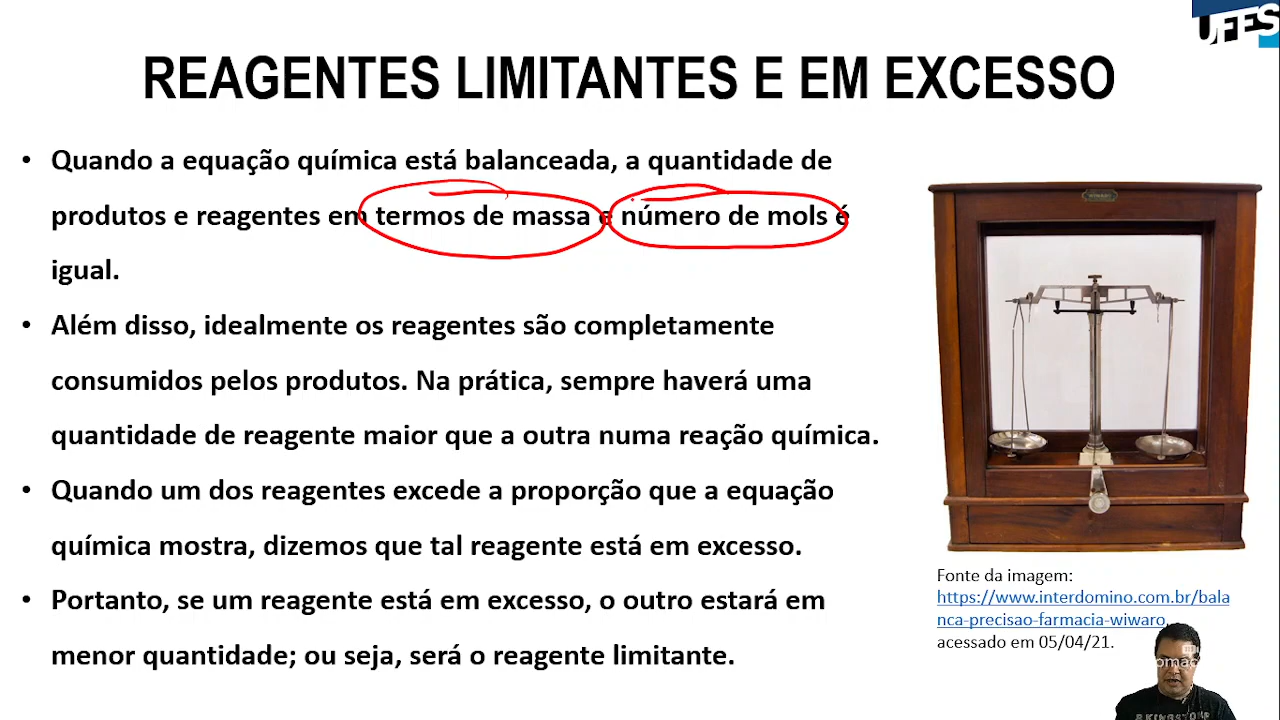 UFES
REAGENTES LIMITANTES E EM EXCESSO
• Quando a equação química está balanceada, a quantidade de
produtos e reagentes em termos de massa e número de mols é
igual.
• Além disso, idealmente os reagentes são completamente
consumidos pelos produtos. Na prática, sempre haverá uma
quantidade de reagente maior que a outra numa reação química.
• Quando um dos reagentes excede a proporção que a equação
química mostra, dizemos que tal reagente está em excesso.
• Portanto, se um reagente está em excesso, o outro estará em
menor quantidade; ou seja, será o reagente limitante.
Fonte da imagem:
https://www.interdomino.com.br/bala
nca-precisao-farmacia-wiwaro,
acessado em 05/04/21.